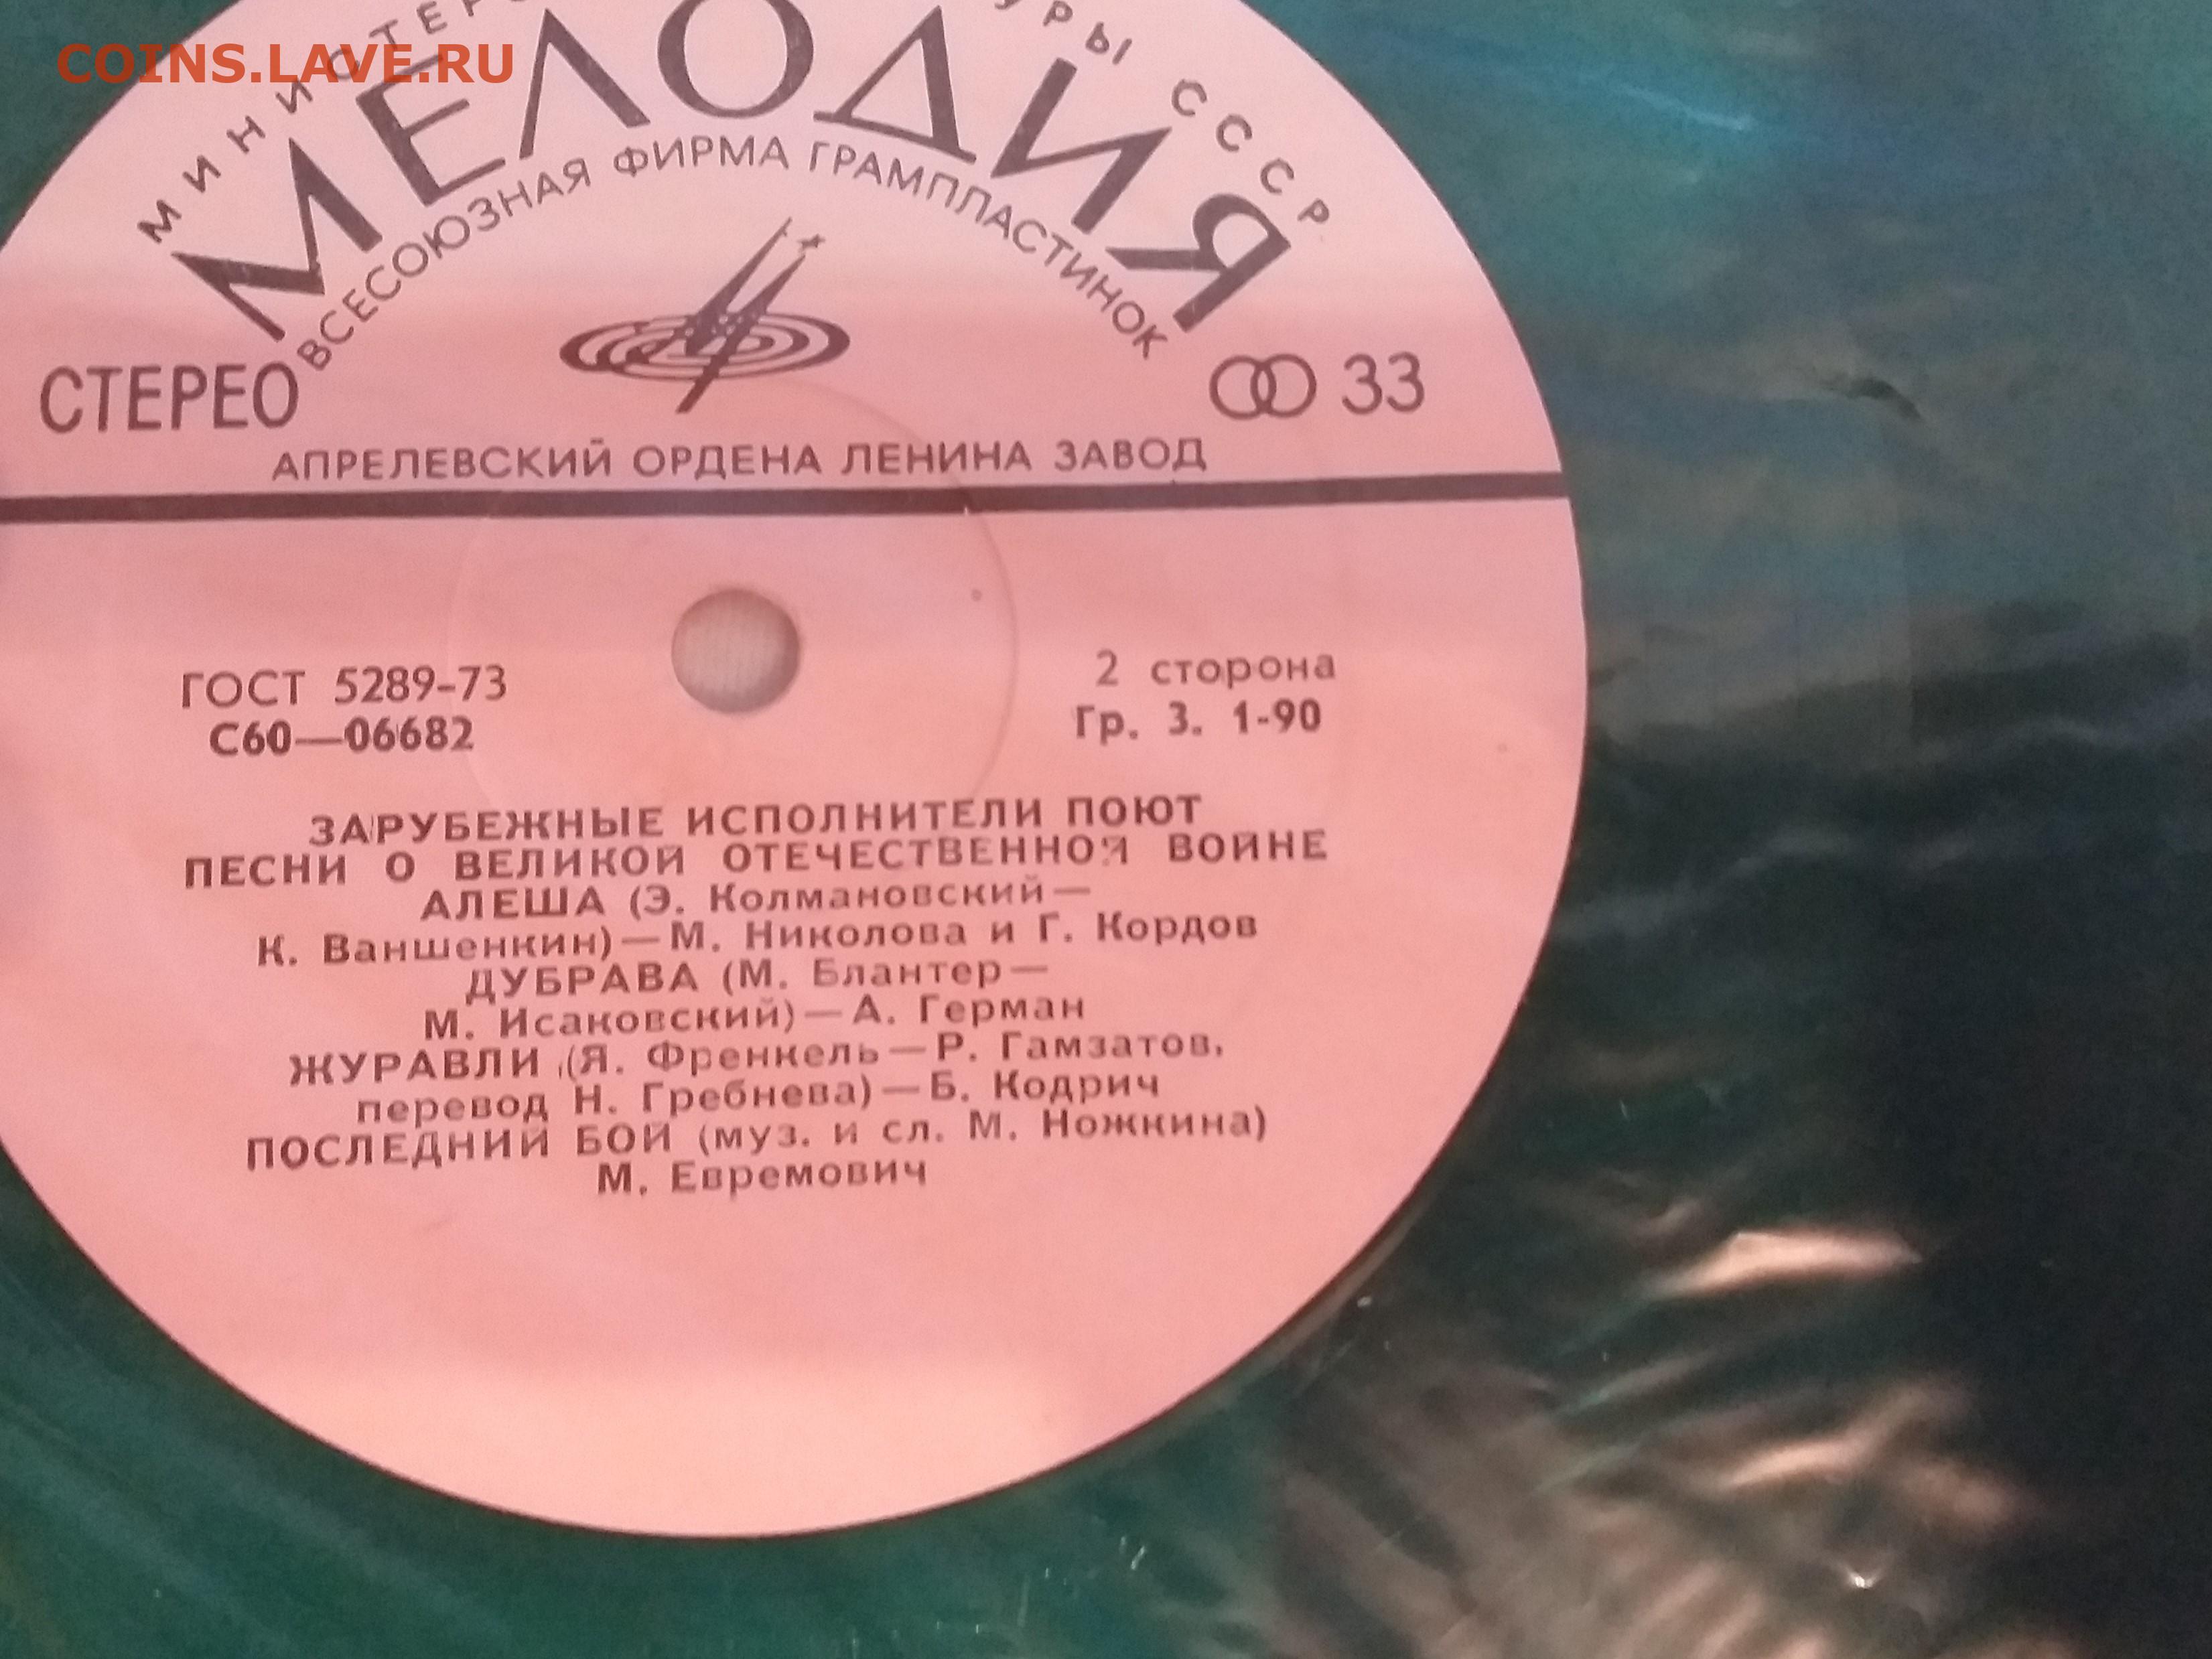 COINS.LAVE.RU
СССР
МЕЛОДИЯ
ВСЕСОЮЗНАЯ ФИРМА ГРАМПЛАСТИНОК
СТЕРЕО
33
АПРЕЛЕВСКИЙ ОРДЕНА ЛЕНИНА ЗАВОД
ГОСТ 5289-73
2 сторона
С60—06682
Гр. 3. 1-90
ЗАРУБЕЖНЫЕ ИСПОЛНИТЕЛИ ПОЮТ
ПЕСНИ О ВЕЛИКОЙ ОТЕЧЕСТВЕННОЙ ВОЙНЕ
АЛЕША (Э. Колмановский—
К. Ваншенкин)—М. Николова и Г. Кордов
ДУБРАВА (М. Блантер—
М. Исаковский)—А. Герман
ЖУРАВЛИ (Я. Френкель—Р. Гамзатов,
перевод Н. Гребнева)—Б. Кодрич
ПОСЛЕДНИЙ БОЙ (муз. и сл. М. Ножкина)
М. Евремович